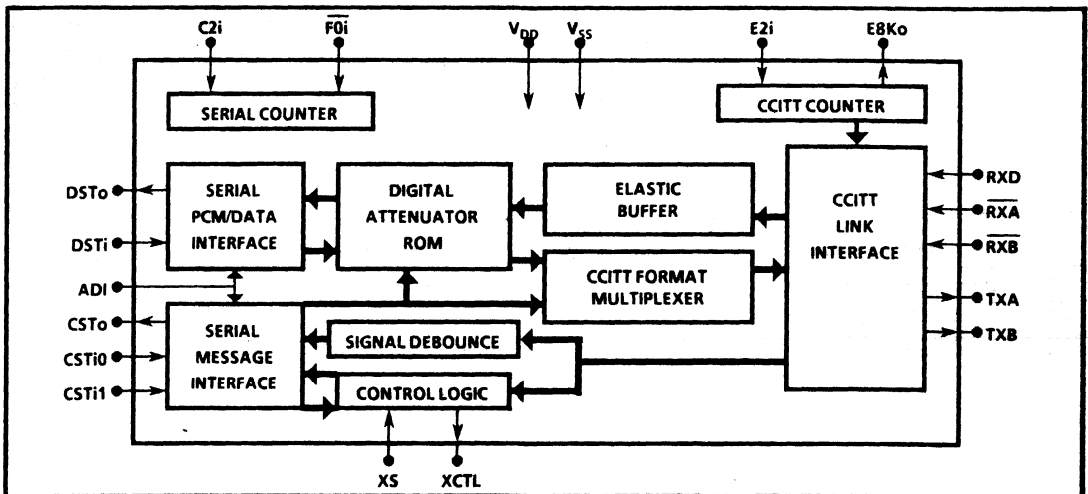 C2i F0i VDD VSS E2i E8Ko
SERIAL COUNTER
CCITT COUNTER
DSTo
DSTi
ADI
CSTo
CSTi0
CSTi1
SERIAL
PCM/DATA
INTERFACE
DIGITAL
ATTENUATOR
ROM
ELASTIC
BUFFER
CCITT FORMAT
MULTIPLEXER
CCITT
LINK
INTERFACE
RXD
RXA
RXB
TXA
TXB
SERIAL
MESSAGE
INTERFACE
SIGNAL DEBOUNCE
CONTROL LOGIC
XS XCTL